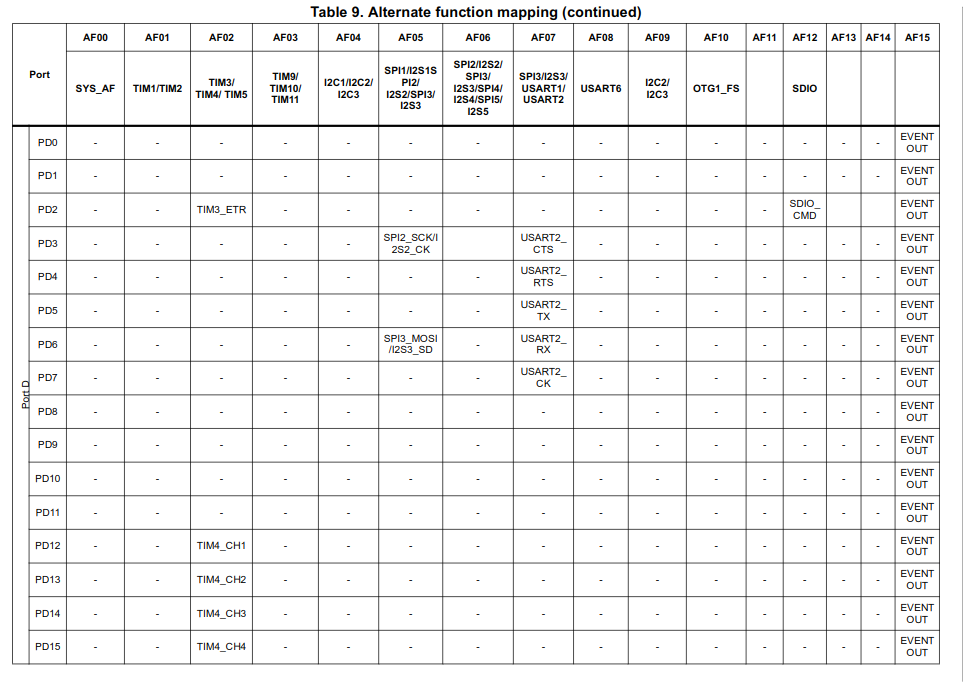 Table 9. Alternate function mapping (continued)
Port AF00 AF01 AF02 AF03 AF04 AF05 AF06 AF07 AF08 AF09 AF10 AF11 AF12 AF13 AF14 AF15
SYS_AF TIM1/TIM2 TIM3/ TIM4/ TIM5 TIM9/ TIM10/ TIM11 I2C1/I2C2/ I2C3 SPI1/I2S1S PI2/ I2S2/SPI3/ I2S3 SPI2/I2S2/ SPI3/ I2S3/SPI4/ I2S4/SPI5/ I2S5 SPI3/I2S3/ USART1/ USART2 USART6 I2C2/ I2C3 OTG1_FS SDIO
Port D
PD0 - - - - - - - - - - - - - - - EVENT OUT
PD1 - - - - - - - - - - - - - - - EVENT OUT
PD2 - - TIM3_ETR - - - - - - - - - SDIO_ CMD EVENT OUT
PD3 - - - - - SPI2_SCK/I 2S2_CK USART2_ CTS - - - - - - - EVENT OUT
PD4 - - - - - - - USART2_ RTS - - - - - - - EVENT OUT
PD5 - - - - - - - USART2_ TX - - - - - - - EVENT OUT
PD6 - - - - - SPI3_MOSI /I2S3_SD - USART2_ RX - - - - - - - EVENT OUT
PD7 - - - - - - - USART2_ CK - - - - - - - EVENT OUT
PD8 - - - - - - - - - - - - - - - EVENT OUT
PD9 - - - - - - - - - - - - - - - EVENT OUT
PD10 - - - - - - - - - - - - - - - EVENT OUT
PD11 - - - - - - - - - - - - - - - EVENT OUT
PD12 - - TIM4_CH1 - - - - - - - - - - - - EVENT OUT
PD13 - - TIM4_CH2 - - - - - - - - - - - - EVENT OUT
PD14 - - TIM4_CH3 - - - - - - - - - - - - EVENT OUT
PD15 - - TIM4_CH4 - - - - - - - - - - - - EVENT OUT